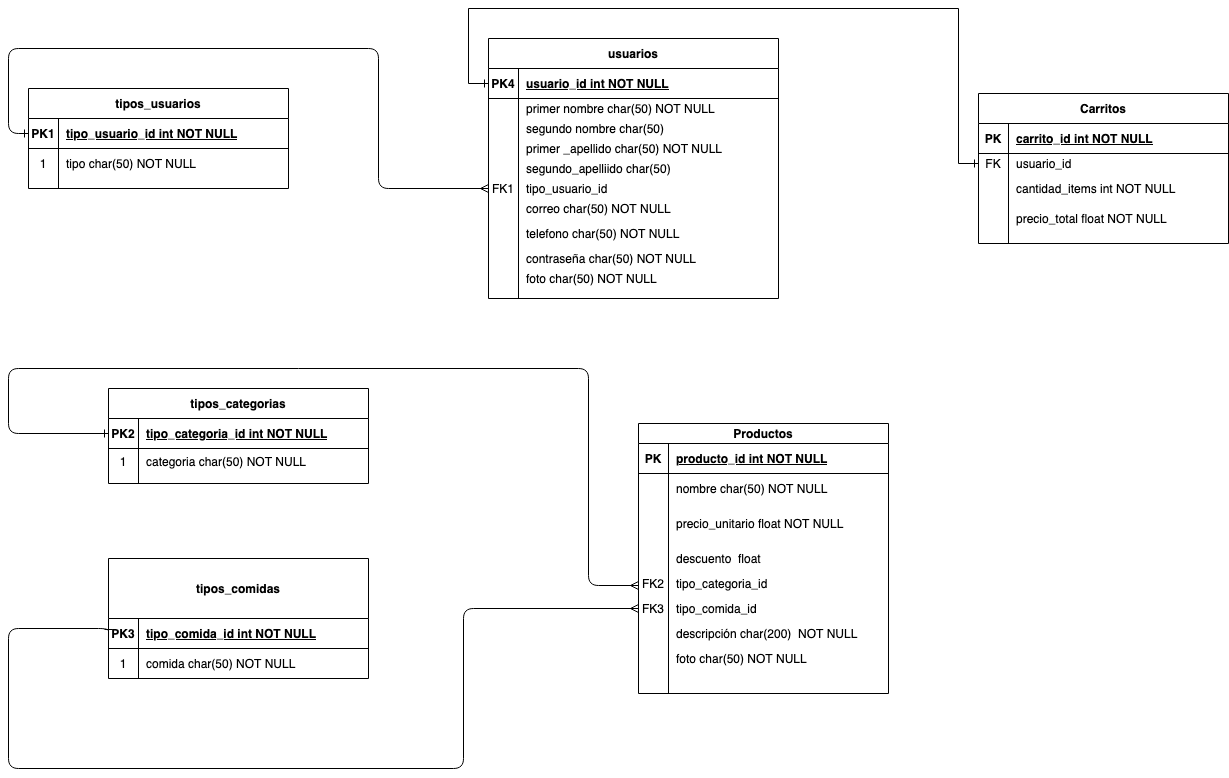 tipos_usuarios
PK1 tipo_usuario_id int NOT NULL
1 tipo char(50) NOT NULL
usuarios
PK4 usuario_id int NOT NULL
primer nombre char(50) NOT NULL
segundo nombre char(50)
primer _apellido char(50) NOT NULL
segundo_apelliido char(50)
FK1 tipo_usuario_id
correo char(50) NOT NULL
telefono char(50) NOT NULL
contraseña char(50) NOT NULL
foto char(50) NOT NULL
Carritos
PK carrito_id int NOT NULL
FK usuario_id
cantidad_items int NOT NULL
precio_total float NOT NULL
tipos_categorias
PK2 tipo_categoria_id int NOT NULL
1 categoria char(50) NOT NULL
tipos_comidas
PK3 tipo_comida_id int NOT NULL
1 comida char(50) NOT NULL
Productos
PK producto_id int NOT NULL
nombre char(50) NOT NULL
precio_unitario float NOT NULL
descuento  float
FK2 tipo_categoria_id
FK3 tipo_comida_id
descripción char(200)  NOT NULL
foto char(50) NOT NULL